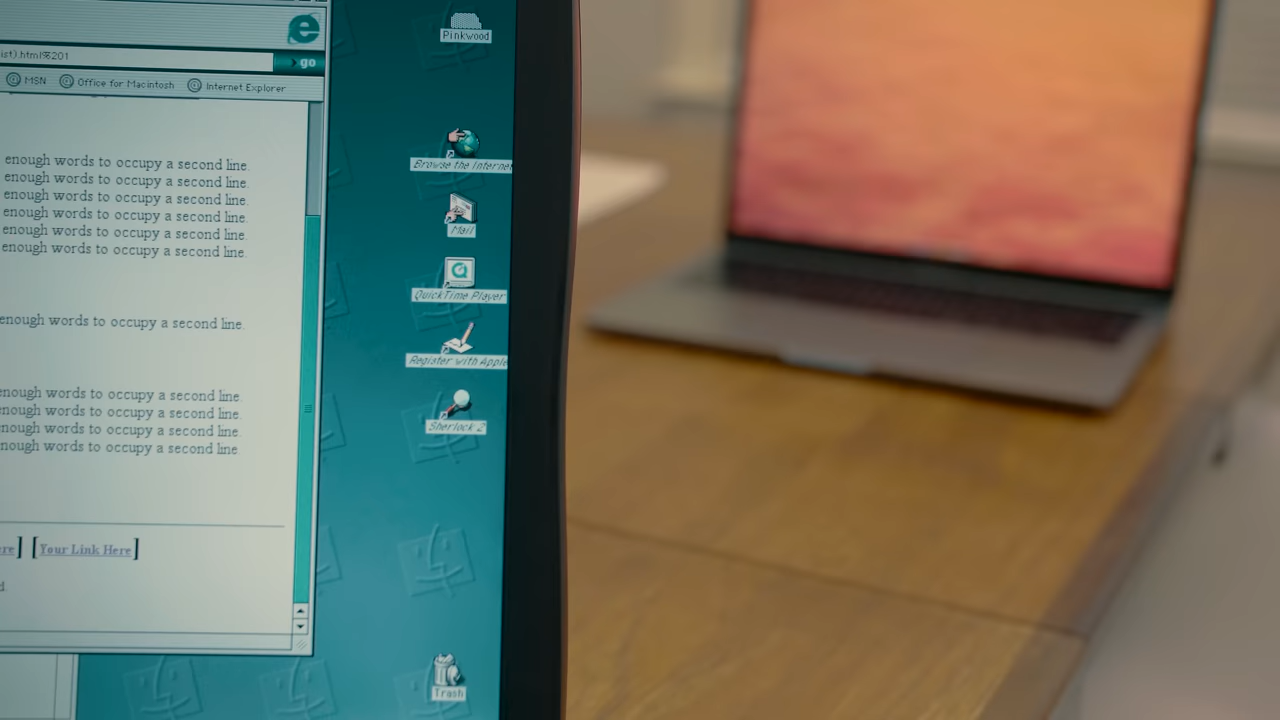 ist).html%201
go
MSN
Office for Macintosh
Internet Explorer
enough words to occupy a second line.
enough words to occupy a second line.
enough words to occupy a second line.
enough words to occupy a second line.
enough words to occupy a second line.
enough words to occupy a second line.
enough words to occupy a second line.
enough words to occupy a second line.
enough words to occupy a second line.
enough words to occupy a second line.
nough words to occupy a second line
ere] [Your Link Here]
d.
Pinkwood
Browse the Internet
Mail
QuickTime Player
Register with Apple
Sherlock 2
Trash